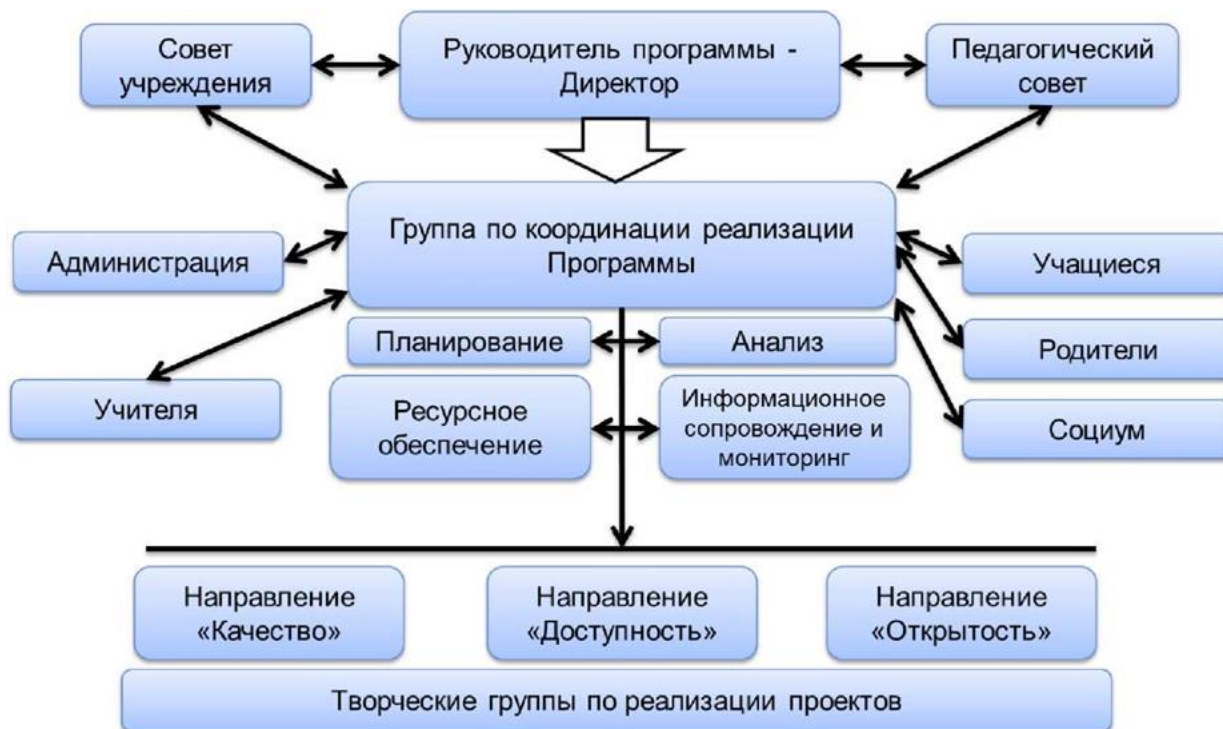 Совет
учреждения
Руководитель программы -
Директор
Педагогический
совет
Группа по координации реализации
Программы
Администрация
Учащиеся
Планирование
Анализ
Родители
Учителя
Ресурсное
обеспечение
Информационное
сопровождение и
мониторинг
Социум
Направление
«Качество»
Направление
«Доступность»
Направление
«Открытость»
Творческие группы по реализации проектов